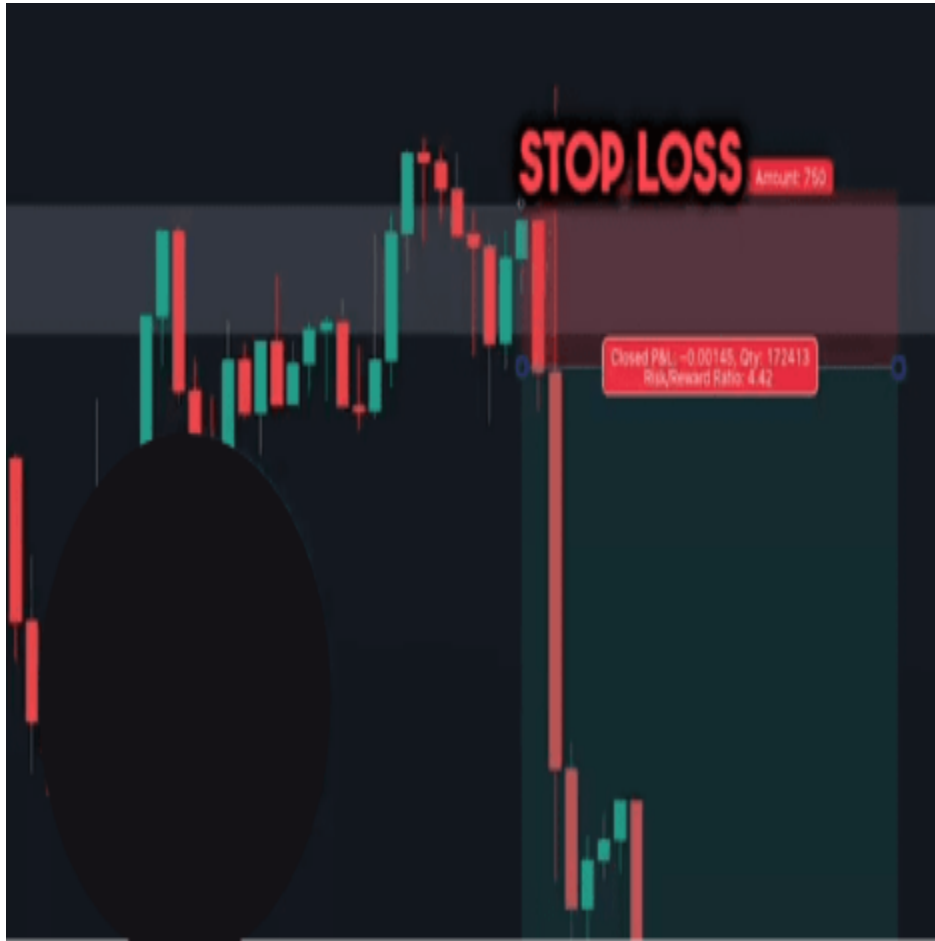 STOP LOSS
Amount: 750
Closed P&L: −0.00145, Qty: 172413
Risk/Reward Ratio: 4.42